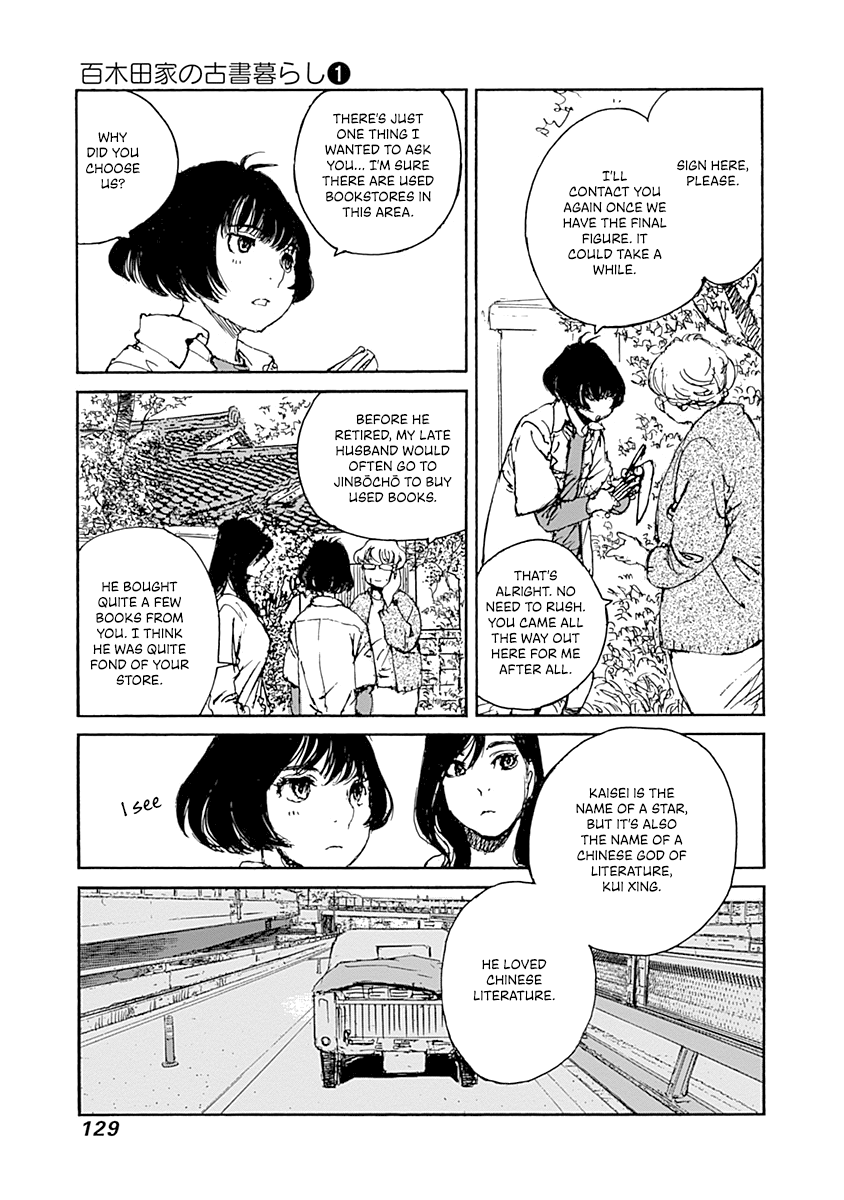 百木田家の古書暮らし❶
SIGN HERE,
PLEASE.
I'LL
CONTACT YOU
AGAIN ONCE WE
HAVE THE FINAL
FIGURE. IT
COULD TAKE A
WHILE.
THAT'S
ALRIGHT. NO
NEED TO RUSH.
YOU CAME ALL
THE WAY OUT
HERE FOR ME
AFTER ALL.
THERE'S JUST
ONE THING I
WANTED TO ASK
YOU... I'M SURE
THERE ARE USED
BOOKSTORES IN
THIS AREA.
WHY
DID YOU
CHOOSE
US?
BEFORE HE
RETIRED, MY LATE
HUSBAND WOULD
OFTEN GO TO
JINBŌCHŌ TO BUY
USED BOOKS.
HE BOUGHT
QUITE A FEW
BOOKS FROM
YOU. I THINK
HE WAS QUITE
FOND OF YOUR
STORE.
KAISEI IS THE
NAME OF A STAR,
BUT IT'S ALSO
THE NAME OF A
CHINESE GOD OF
LITERATURE,
KUI XING.
I see
HE LOVED
CHINESE
LITERATURE.
129